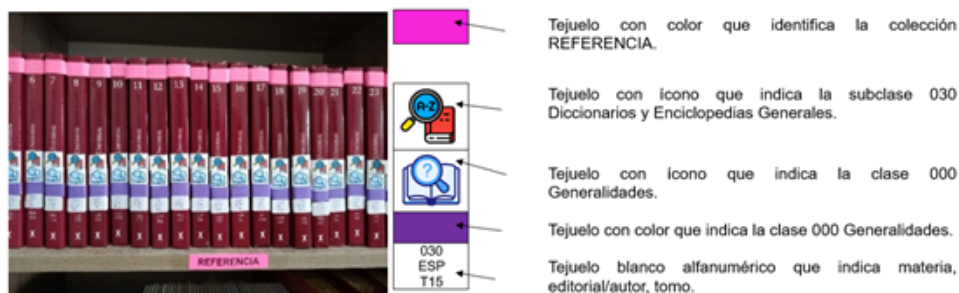 6 7 8 9 10 11 12 13 14 15 16 17 18 19 20 21 22 23
X X X X X X X X X X X X X X X X
REFERENCIA
A-Z
?
030
ESP
T15
Tejuelo con color que identifica la colección
REFERENCIA.
Tejuelo con ícono que indica la subclase 030
Diccionarios y Enciclopedias Generales.
Tejuelo con ícono que indica la clase 000
Generalidades.
Tejuelo con color que indica la clase 000 Generalidades.
Tejuelo blanco alfanumérico que indica materia,
editorial/autor, tomo.